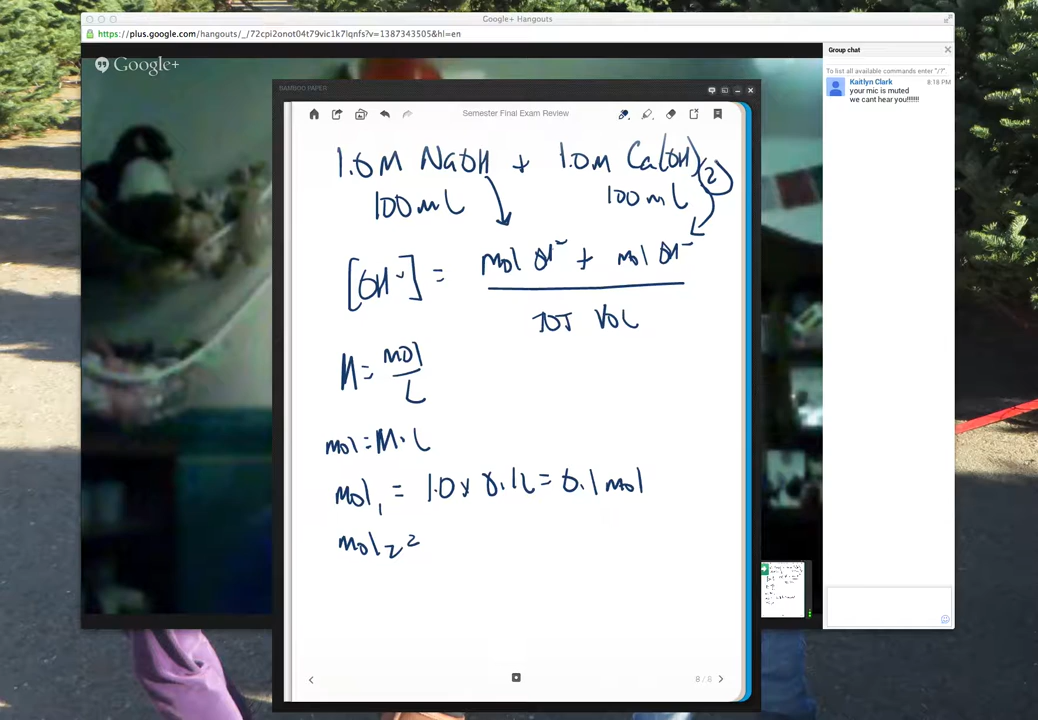 Google+ Hangouts
https://plus.google.com/hangouts/_/72cpi2onot04t79vic1k7lqnfs?v=1387343505&hl=en
Google+
Group chat
To list all available commands enter "/?"
Kaitlyn Clark 8:18 PM
your mic is muted
we cant hear you!!!!!!!
BAMBOO PAPER
Semester Final Exam Review
1.0M NaOH + 1.0M Ca(OH)2
100mL 100mL
[OH-] = mol OH- + mol OH-
TOT VOL
M = mol
L
mol = M·L
mol1 = 1.0 x 0.1L = 0.1 mol
mol2 =
8 / 8